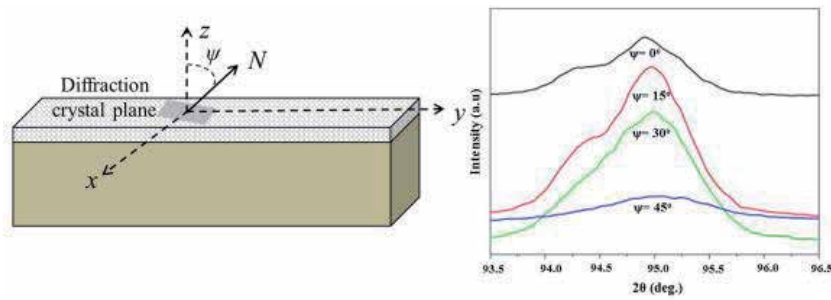 z
ψ
N
Diffraction
crystal plane
y
x
Intensity (a.u)
ψ= 0°
ψ= 15°
ψ= 30°
ψ= 45°
93.5 94.0 94.5 95.0 95.5 96.0 96.5
2θ (deg.)